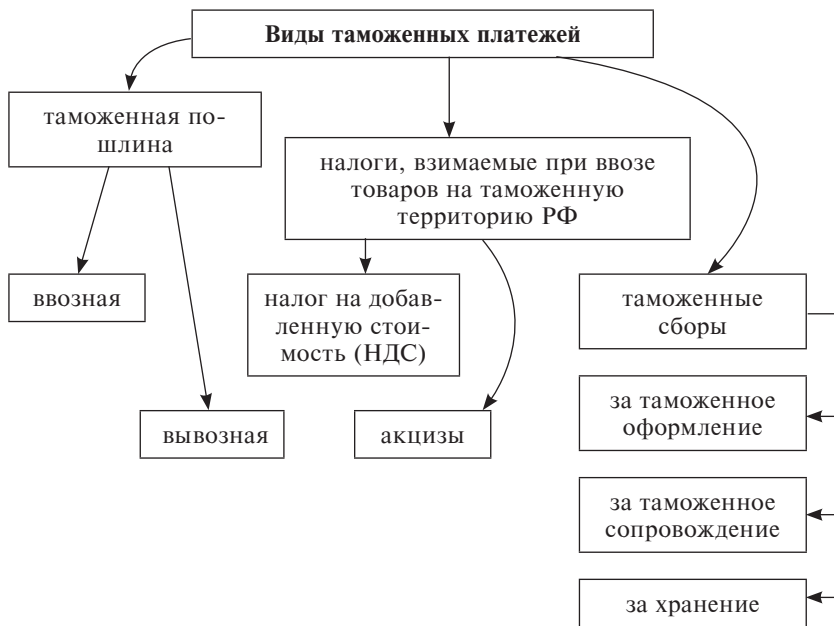 Виды таможенных платежей
таможенная по-
шлина
налоги, взимаемые при ввозе
товаров на таможенную
территорию РФ
ввозная
налог на добав-
ленную стои-
мость (НДС)
таможенные
сборы
вывозная
акцизы
за таможенное
оформление
за таможенное
сопровождение
за хранение